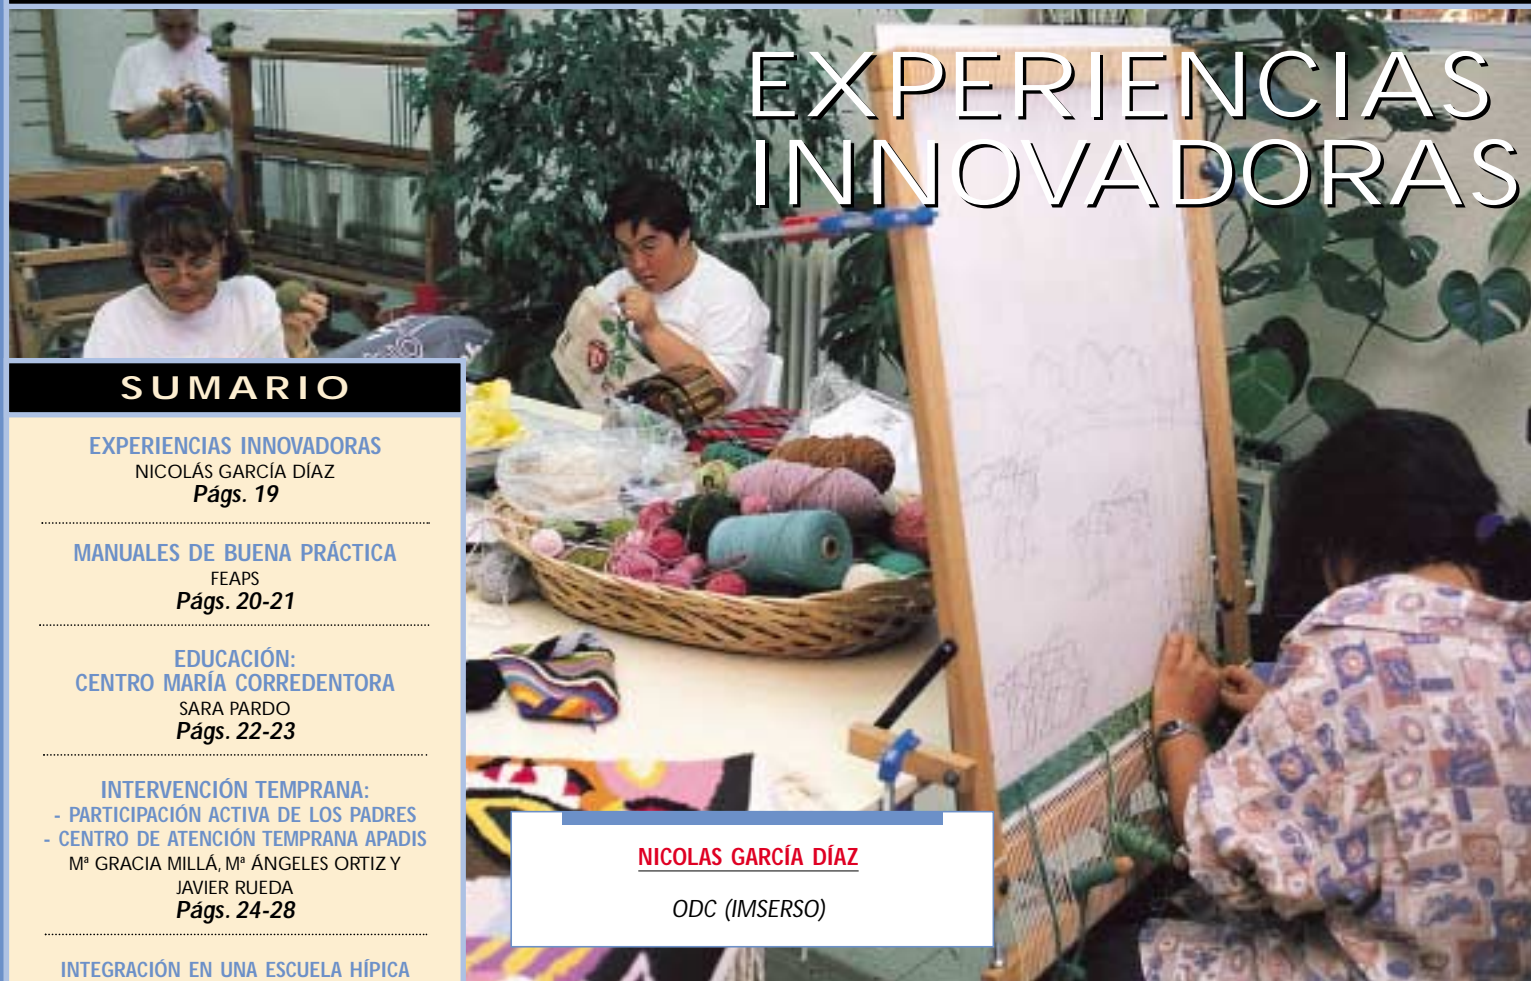 EXPERIENCIAS
INNOVADORAS
SUMARIO
EXPERIENCIAS INNOVADORAS
NICOLÁS GARCÍA DÍAZ
Págs. 19
MANUALES DE BUENA PRÁCTICA
FEAPS
Págs. 20-21
EDUCACIÓN:
CENTRO MARÍA CORREDENTORA
SARA PARDO
Págs. 22-23
INTERVENCIÓN TEMPRANA:
- PARTICIPACIÓN ACTIVA DE LOS PADRES
- CENTRO DE ATENCIÓN TEMPRANA APADIS
Mª GRACIA MILLÁ, Mª ÁNGELES ORTIZ Y
JAVIER RUEDA
Págs. 24-28
INTEGRACIÓN EN UNA ESCUELA HÍPICA
NICOLAS GARCÍA DÍAZ
ODC (IMSERSO)